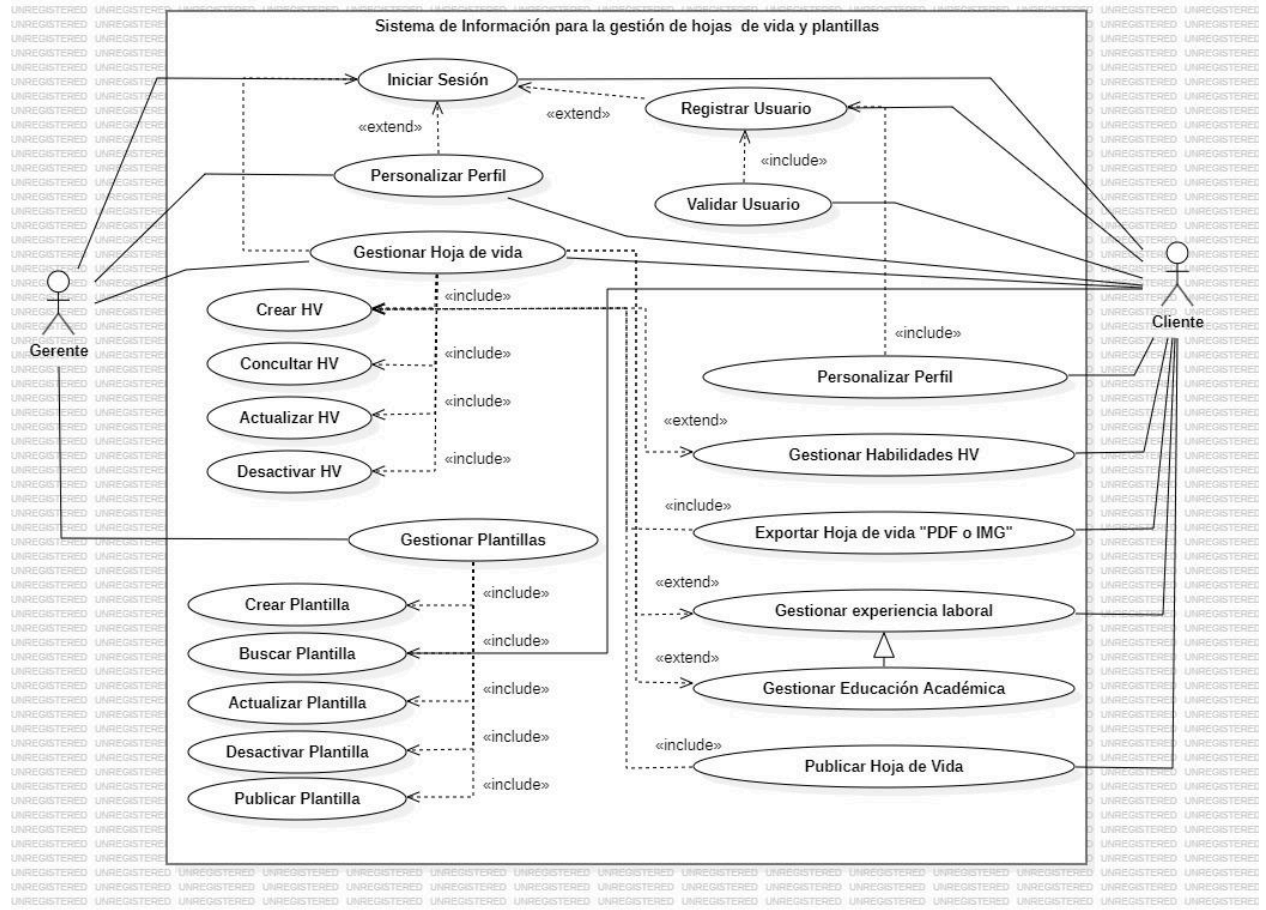 Sistema de Información para la gestión de hojas de vida y plantillas
Iniciar Sesión
Registrar Usuario
«extend»
«extend»
«include»
Personalizar Perfil
Validar Usuario
Gestionar Hoja de vida
«include»
Crear HV
Gerente
Cliente
«include»
«include»
Concultar HV
Personalizar Perfil
«include»
Actualizar HV
«extend»
Gestionar Habilidades HV
«include»
Desactivar HV
«include»
Exportar Hoja de vida "PDF o IMG"
Gestionar Plantillas
«extend»
«include»
Crear Plantilla
Gestionar experiencia laboral
«include»
Buscar Plantilla
«extend»
Gestionar Educación Académica
«include»
Actualizar Plantilla
«include»
«include»
Desactivar Plantilla
Publicar Hoja de Vida
«include»
Publicar Plantilla
UNREGISTERED